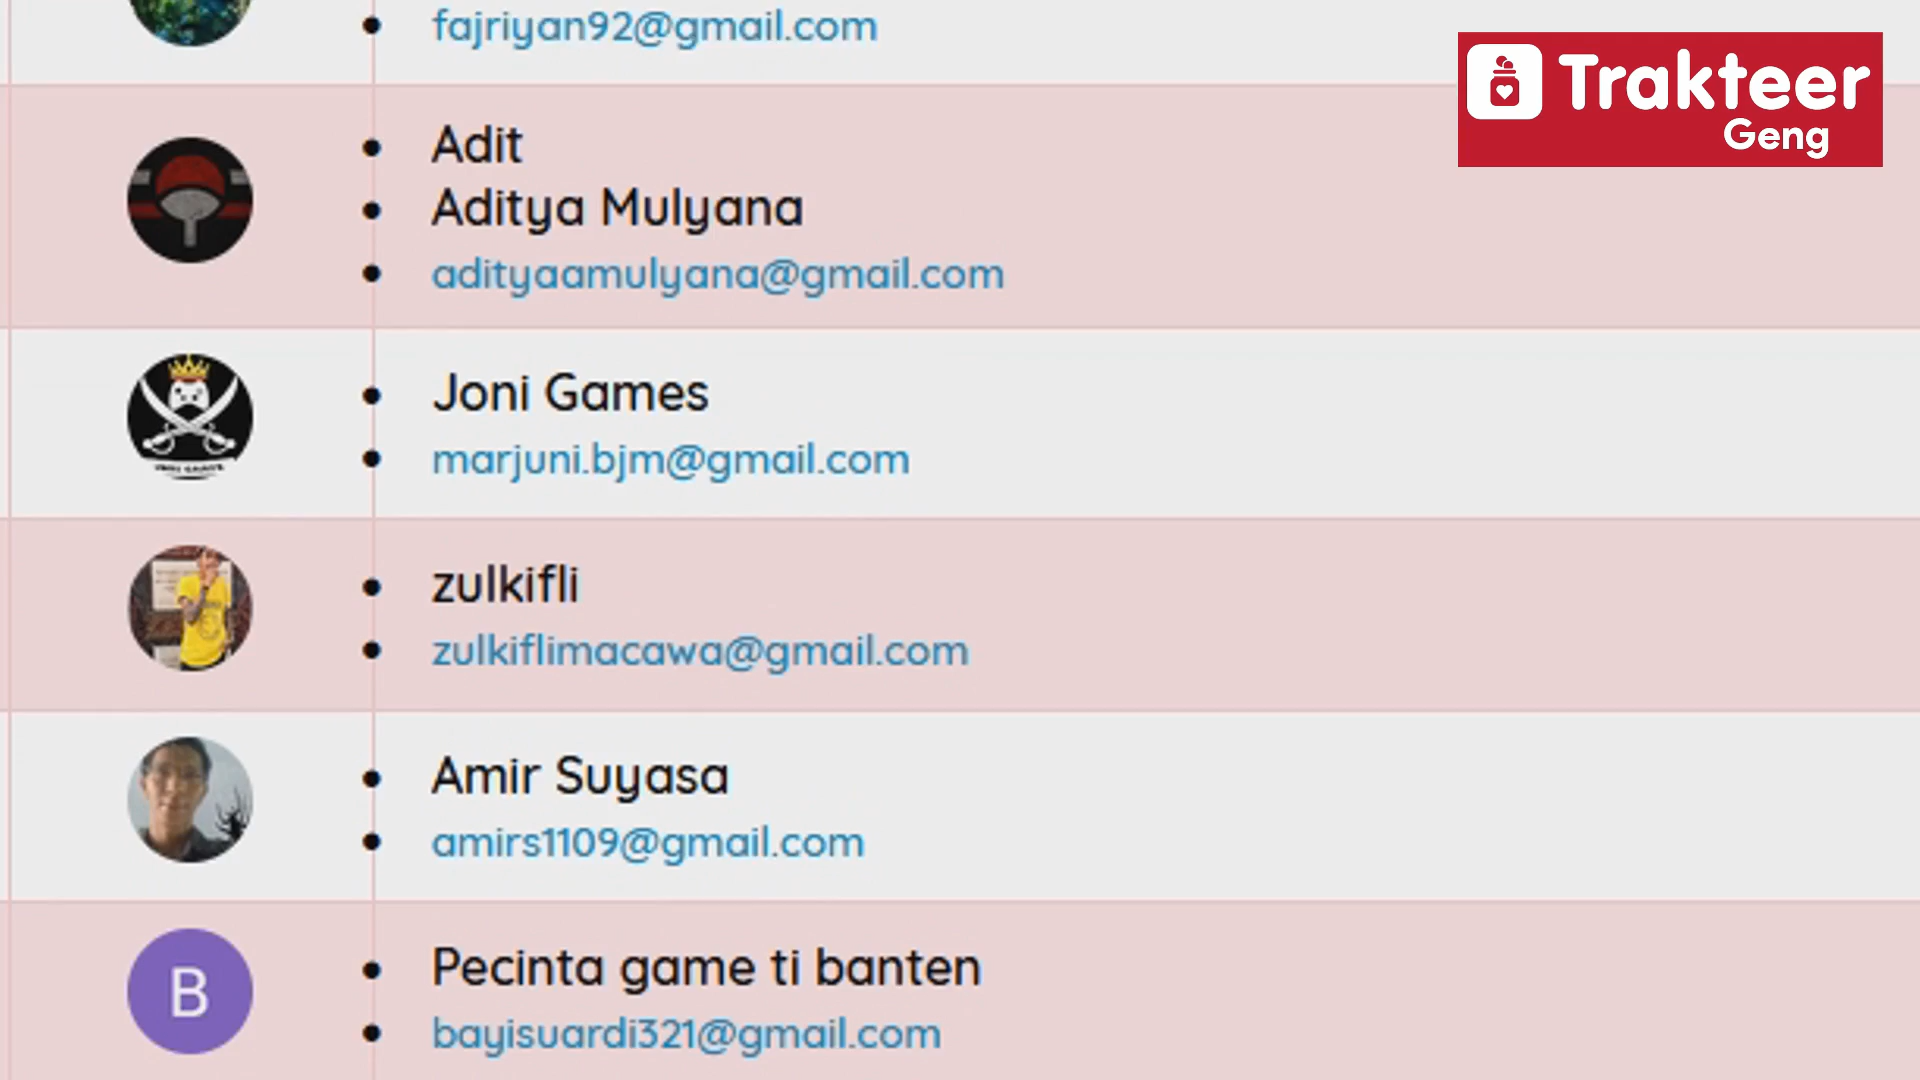 fajriyan92@gmail.com
Trakteer
Geng
Adit
Aditya Mulyana
adityaamulyana@gmail.com
Joni Games
marjuni.bjm@gmail.com
zulkifli
zulkiflimacawa@gmail.com
Amir Suyasa
amirs1109@gmail.com
B
Pecinta game ti banten
bayisuardi321@gmail.com